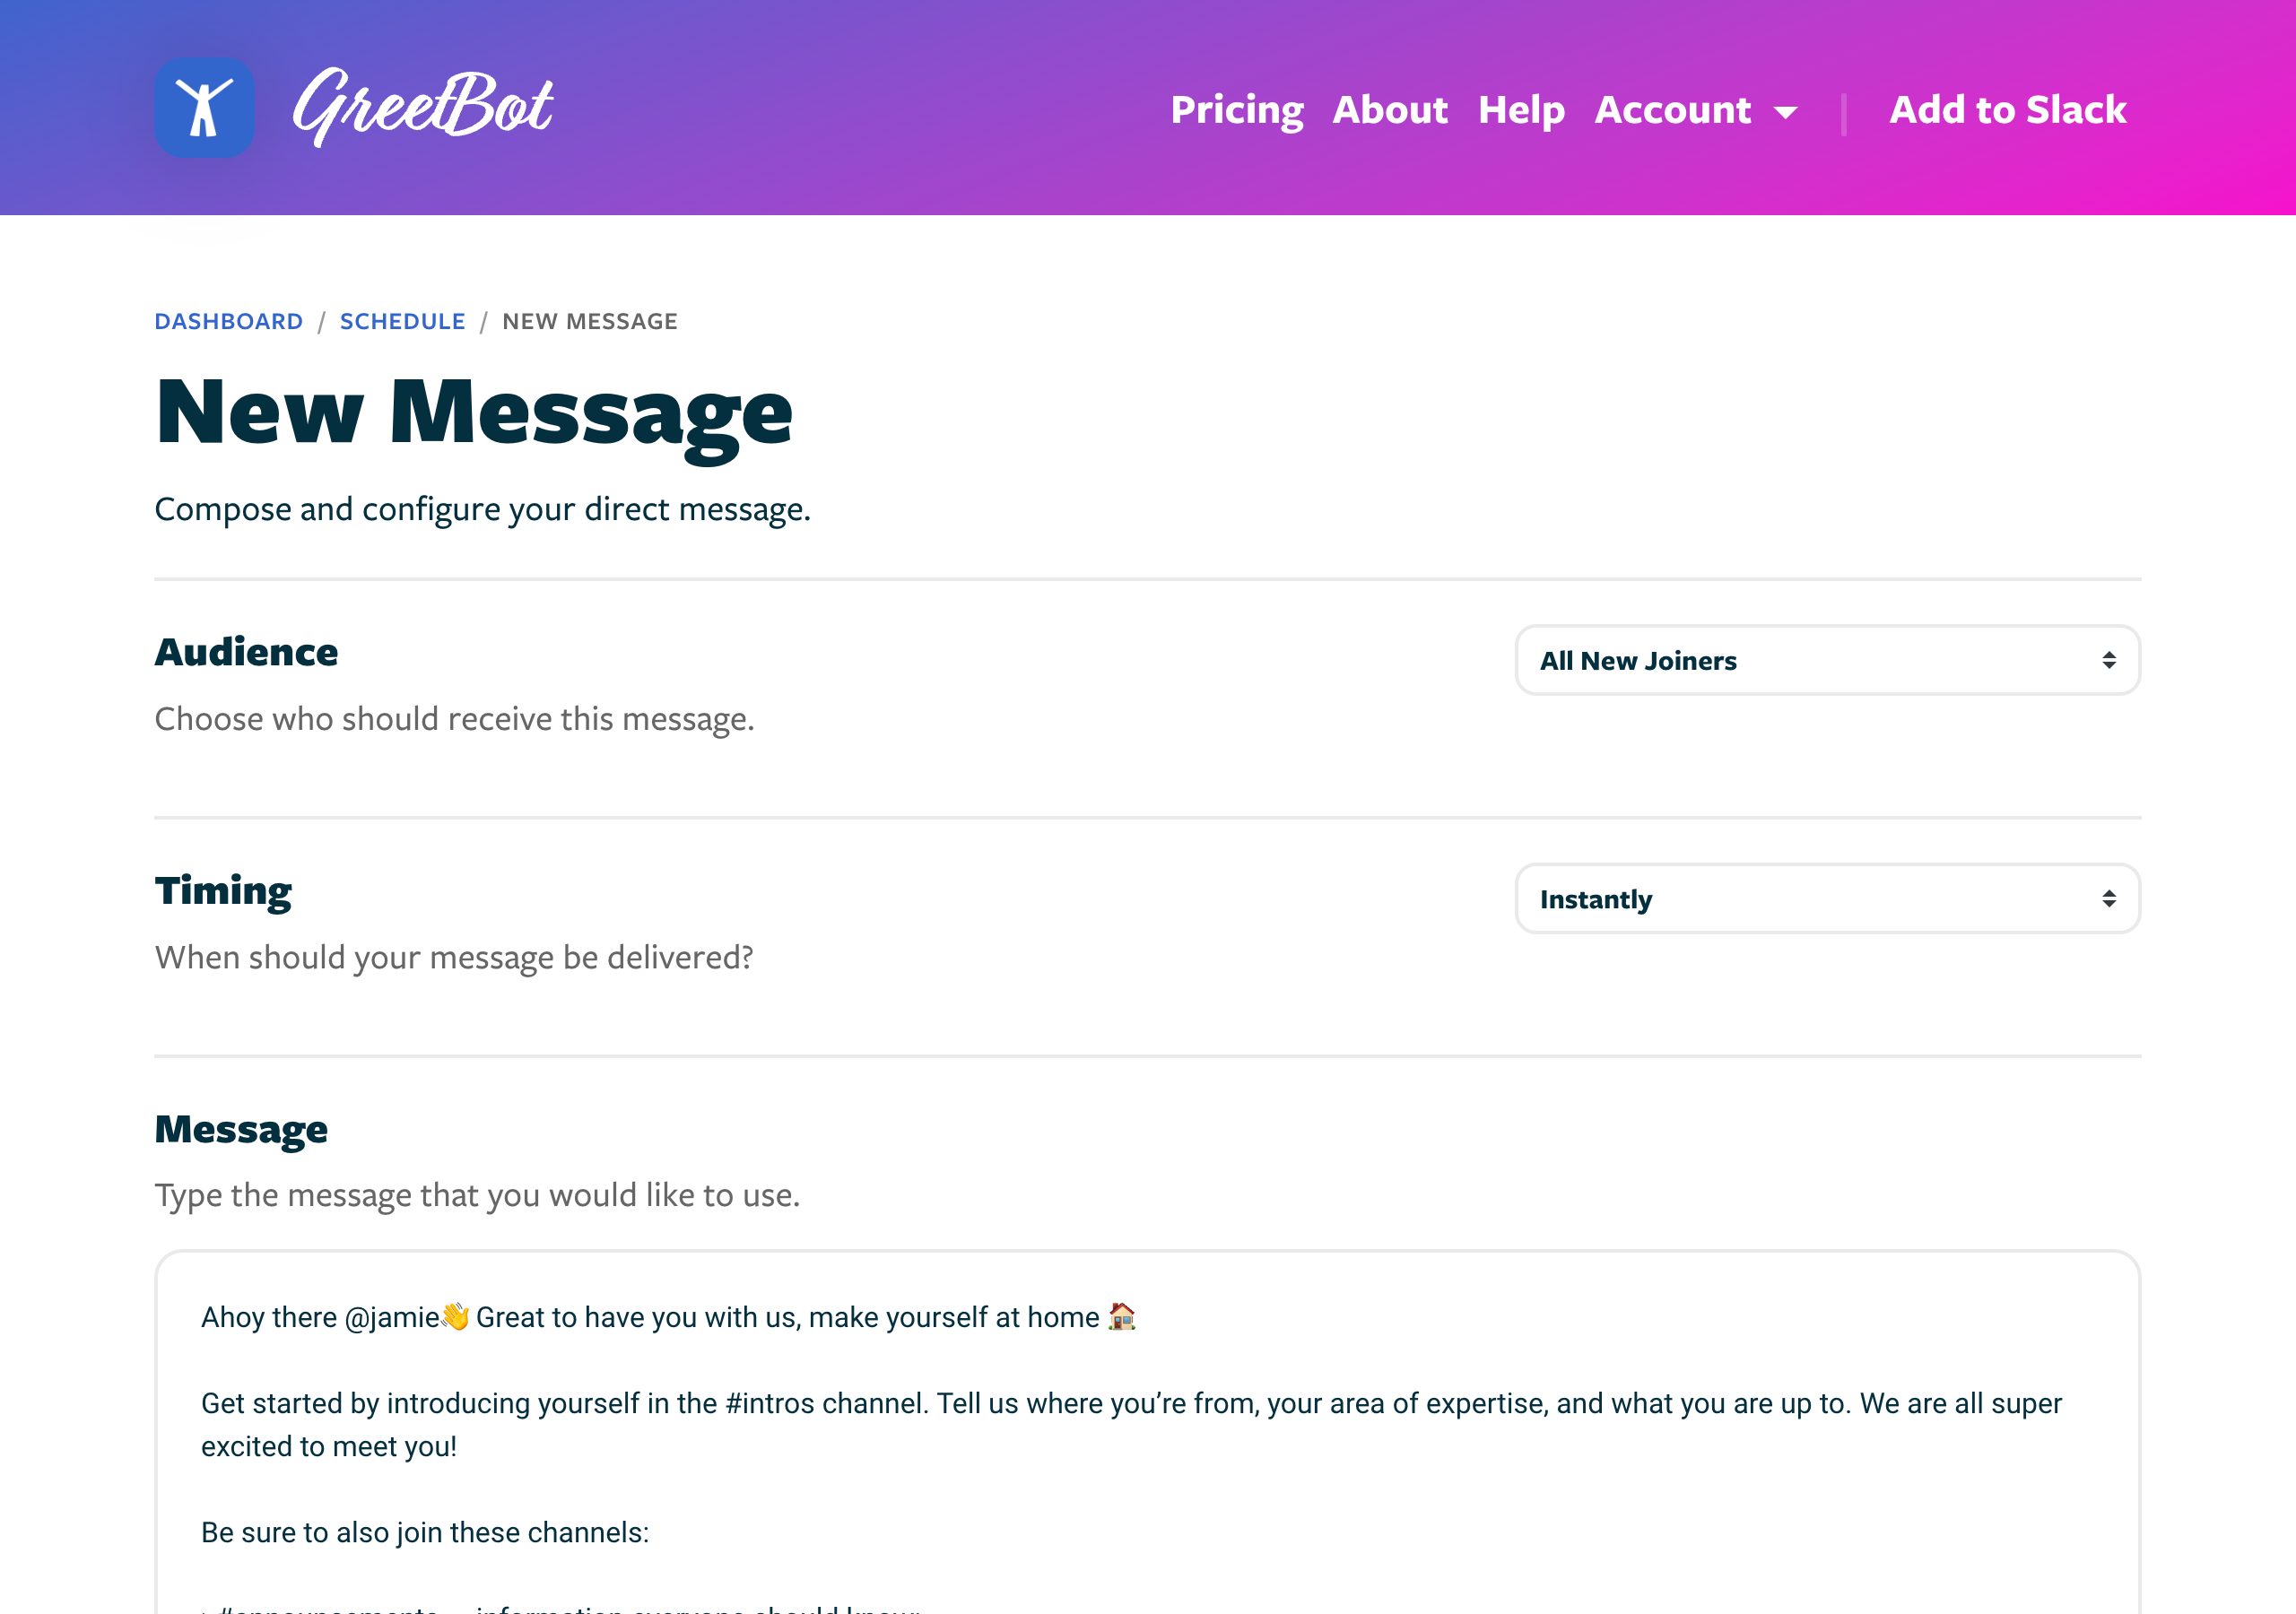 GreetBot
Pricing About Help Account | Add to Slack
DASHBOARD / SCHEDULE / NEW MESSAGE
New Message
Compose and configure your direct message.
Audience
All New Joiners
Choose who should receive this message.
Timing
Instantly
When should your message be delivered?
Message
Type the message that you would like to use.
Ahoy there @jamie👋 Great to have you with us, make yourself at home 🏠
Get started by introducing yourself in the #intros channel. Tell us where you’re from, your area of expertise, and what you are up to. We are all super
excited to meet you!
Be sure to also join these channels:
#announcements – information everyone should know